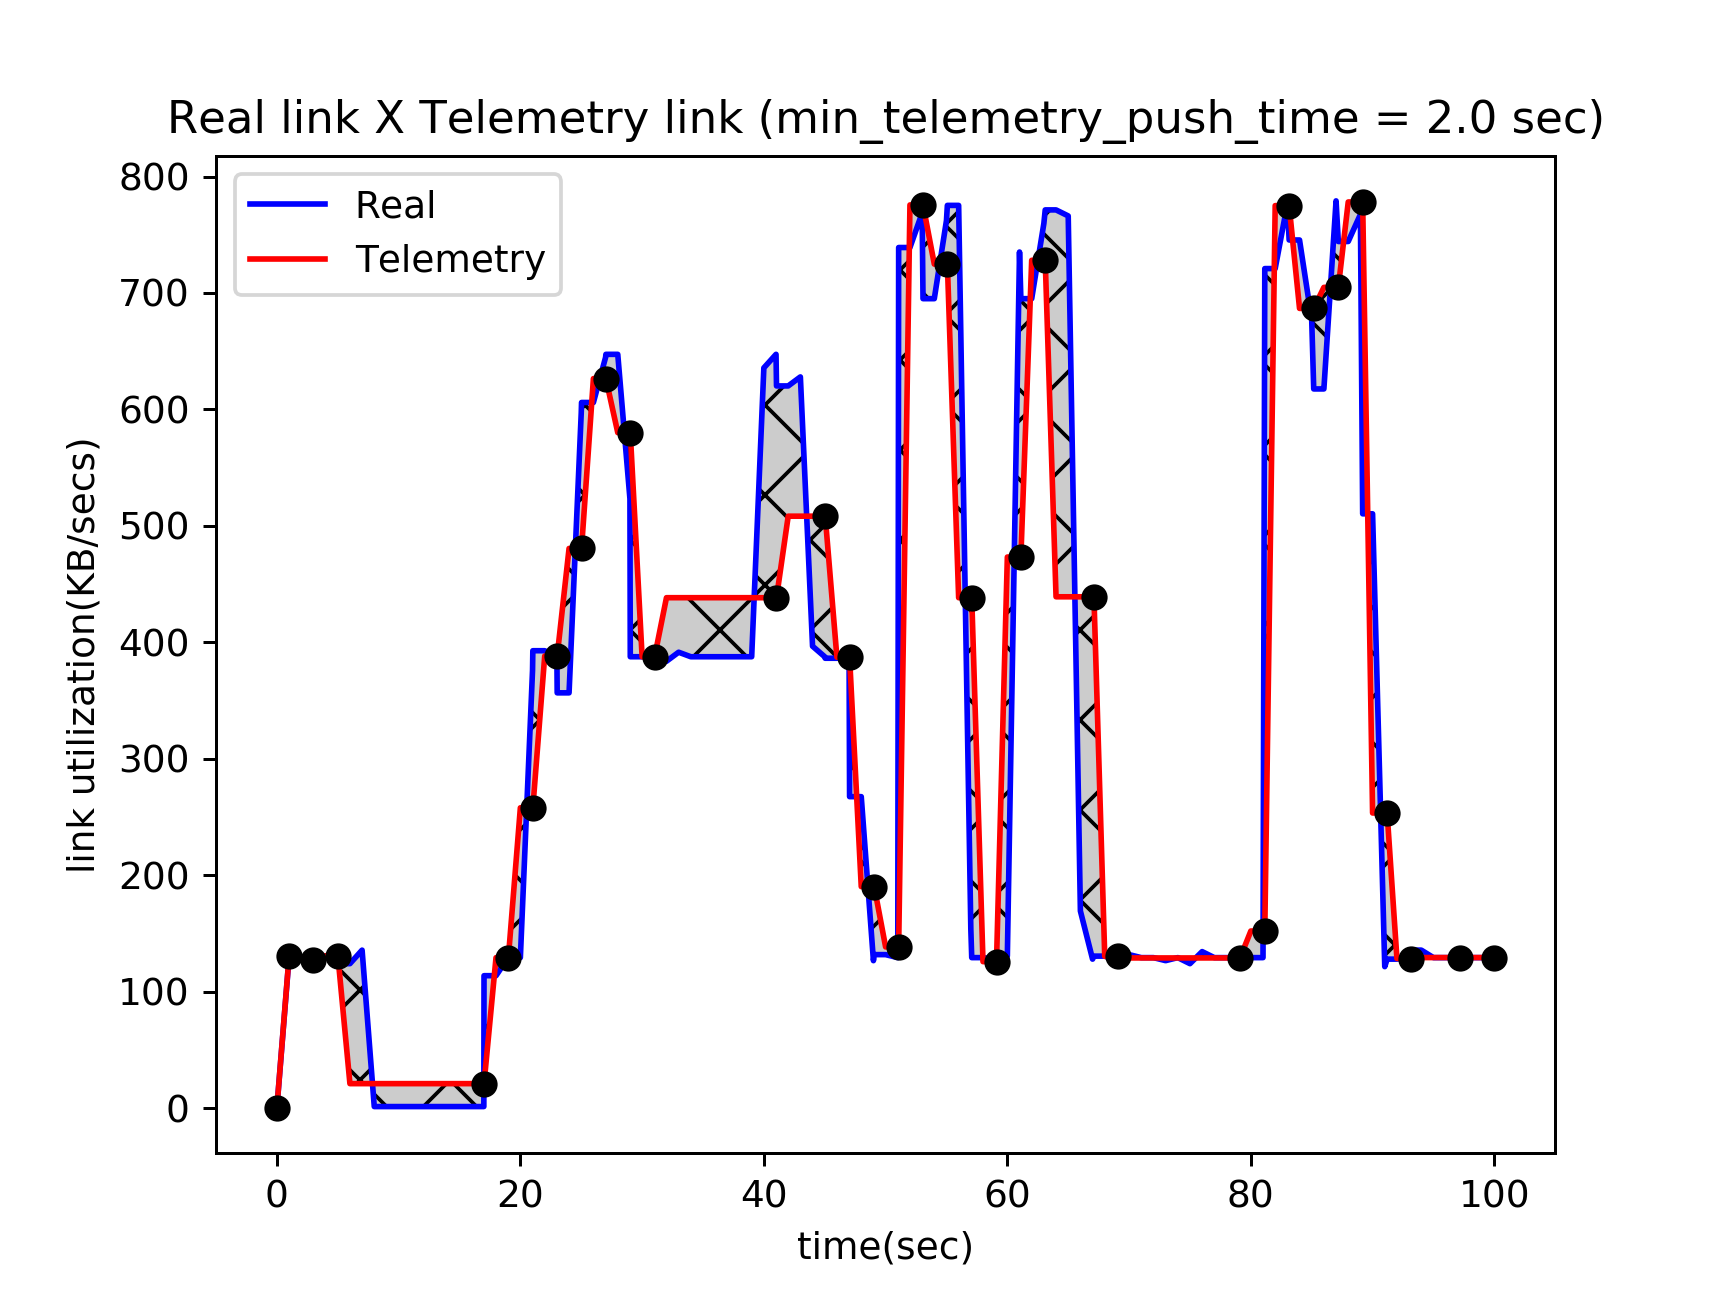 Real link X Telemetry link (min_telemetry_push_time = 2.0 sec)
Real
Telemetry
800
700
600
500
400
300
200
100
0
link utilization(KB/secs)
0 20 40 60 80 100
time(sec)